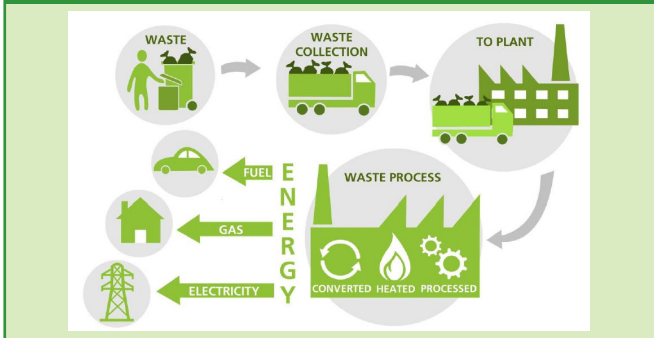 WASTE
WASTE
COLLECTION
TO PLANT
WASTE PROCESS
CONVERTED HEATED PROCESSED
ENERGY
FUEL
GAS
ELECTRICITY